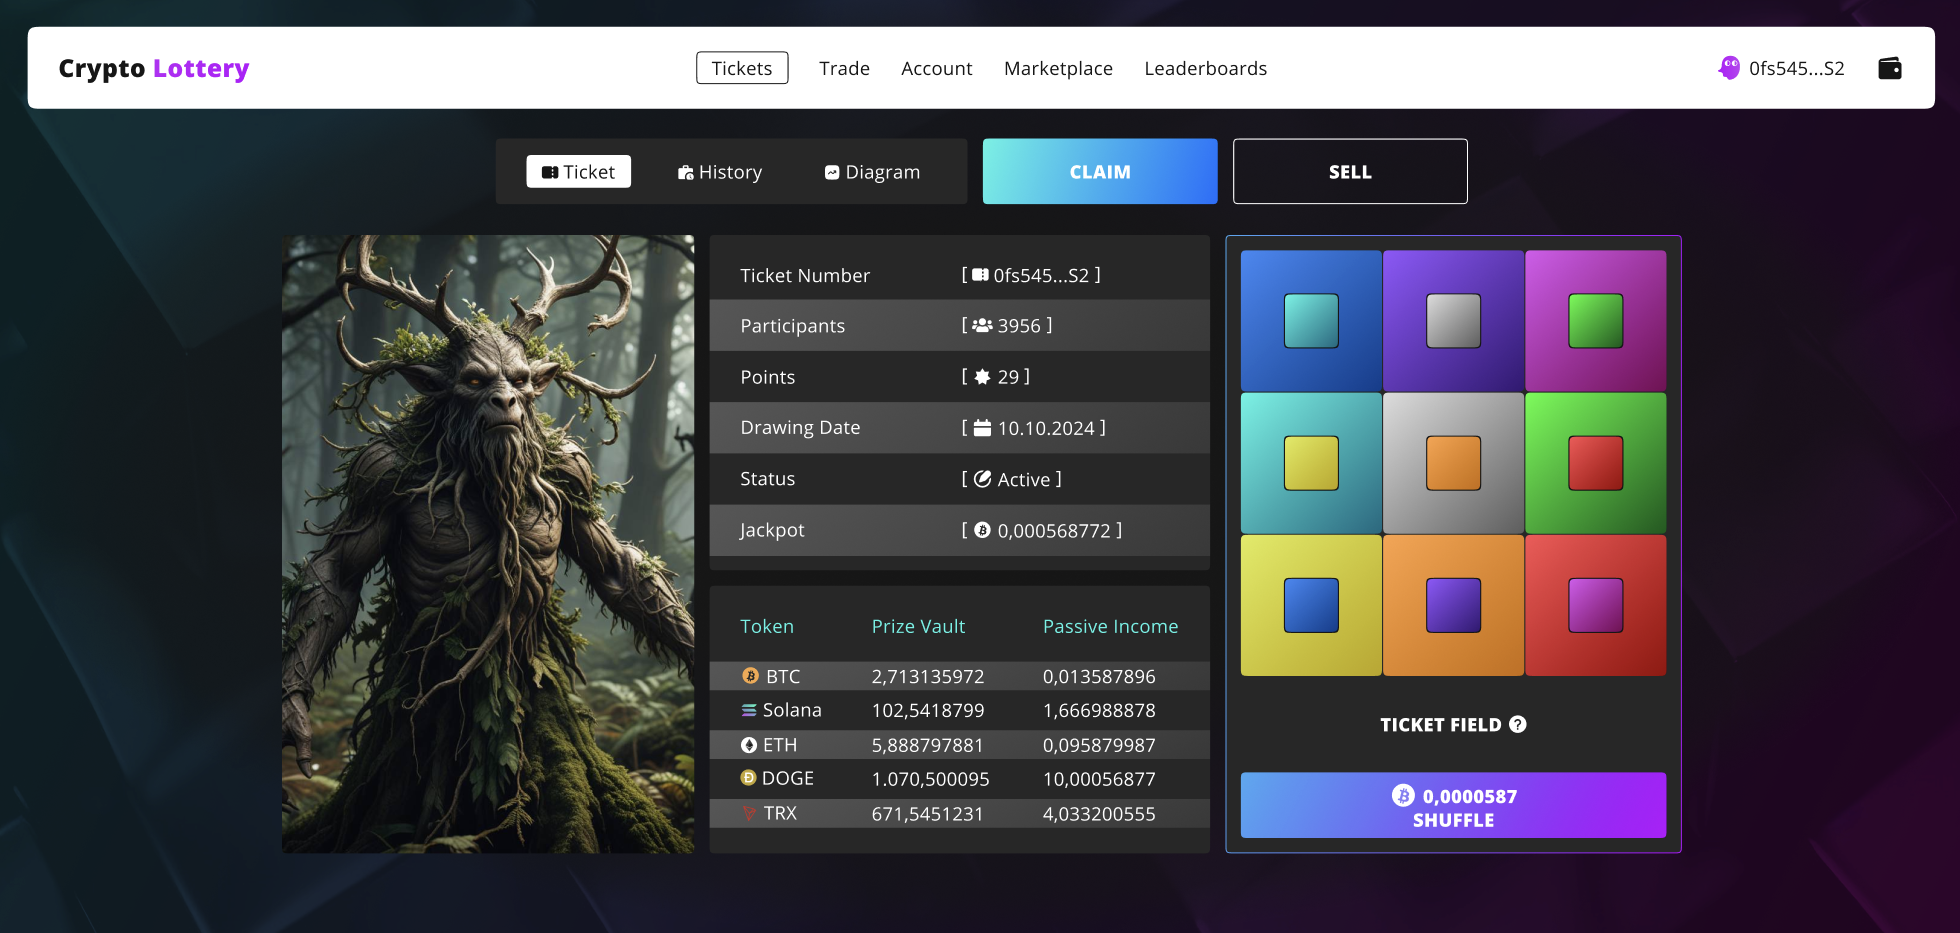 Crypto Lottery
Tickets Trade Account Marketplace Leaderboards
0fs545...S2
Ticket History Diagram
CLAIM
SELL
Ticket Number [ 0fs545...S2 ]
Participants [ 3956 ]
Points [ 29 ]
Drawing Date [ 10.10.2024 ]
Status [ Active ]
Jackpot [ 0,000568772 ]
Token Prize Vault Passive Income
BTC 2,713135972 0,013587896
Solana 102,5418799 1,666988878
ETH 5,888797881 0,095879987
DOGE 1.070,500095 10,00056877
TRX 671,5451231 4,033200555
TICKET FIELD ?
0,0000587
SHUFFLE